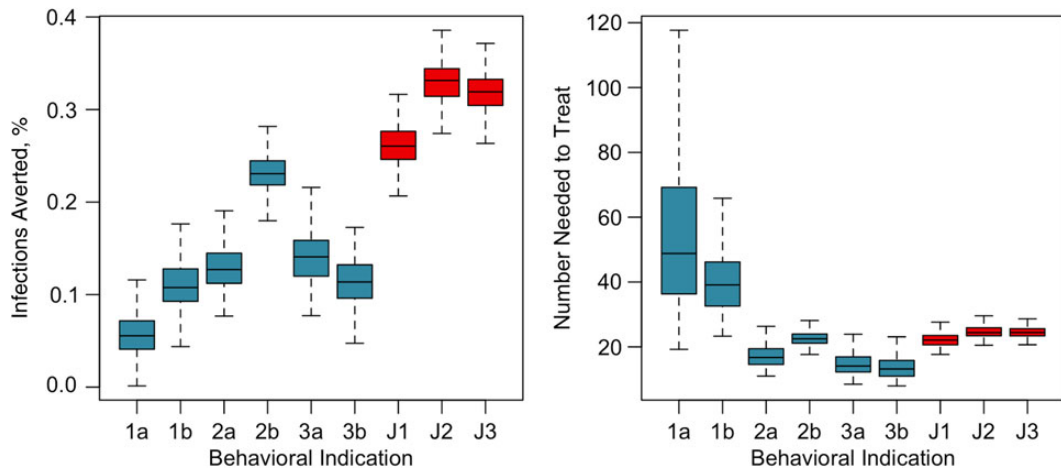 Infections Averted, %
0.4
0.3
0.2
0.1
0.0
1a 1b 2a 2b 3a 3b J1 J2 J3
Behavioral Indication
Number Needed to Treat
120
100
80
60
40
20
1a 1b 2a 2b 3a 3b J1 J2 J3
Behavioral Indication